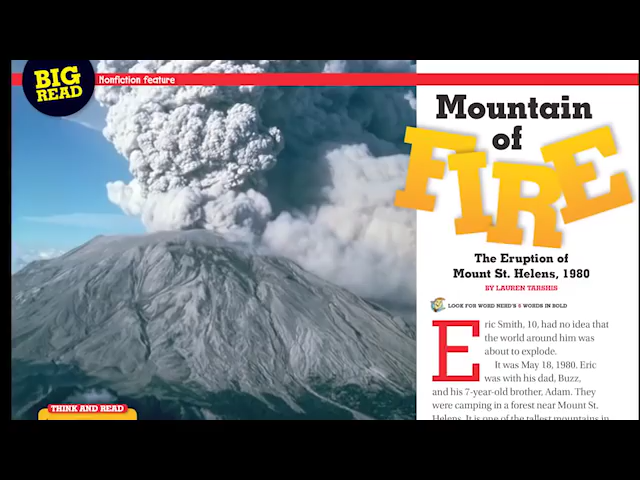 BIG
READ
Nonfiction feature
Mountain
of
FIRE
The Eruption of
Mount St. Helens, 1980
BY LAUREN TARSHIS
LOOK FOR WORD NERD'S 5 WORDS IN BOLD
Eric Smith, 10, had no idea that
the world around him was
about to explode.
It was May 18, 1980. Eric
was with his dad, Buzz,
and his 7-year-old brother, Adam. They
were camping in a forest near Mount St.
Helens. It is one of the tallest mountains in
THINK AND READ